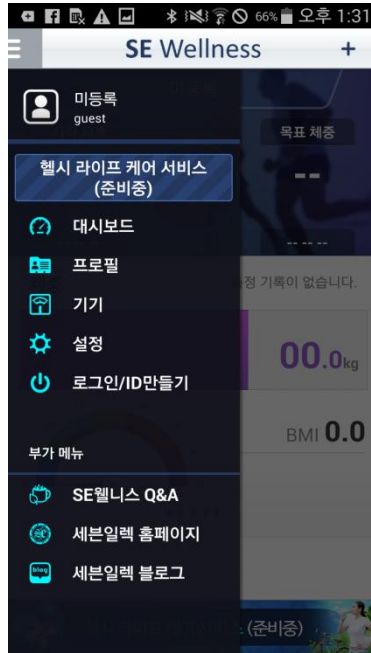 66% 오후 1:31
SE Wellness +
미등록
guest
목표 체중
헬시 라이프 케어 서비스
(준비중)
--
대시보드
-- -- --
프로필
정 기록이 없습니다.
기기
설정
00.0kg
로그인/ID만들기
BMI 0.0
부가 메뉴
SE웰니스 Q&A
세븐일렉 홈페이지
blog
세븐일렉 블로그
(준비중)